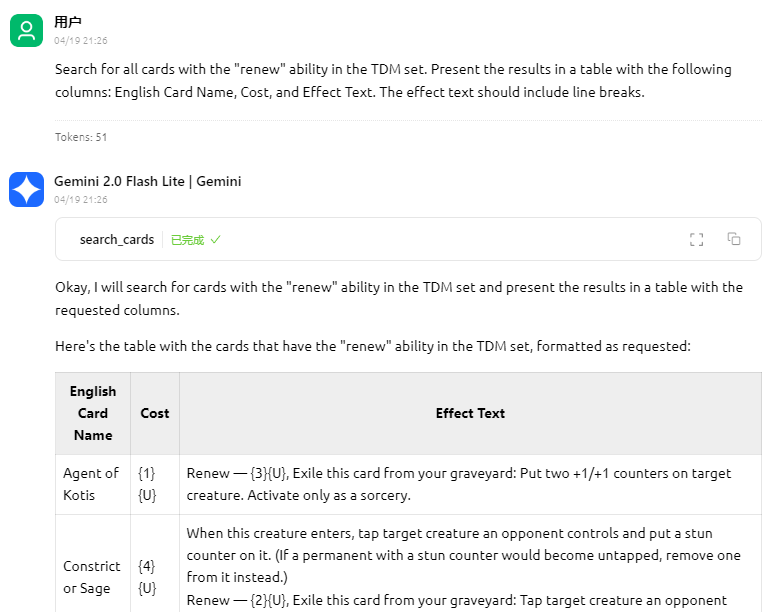 用户
04/19 21:26
Search for all cards with the "renew" ability in the TDM set. Present the results in a table with the following
columns: English Card Name, Cost, and Effect Text. The effect text should include line breaks.
Tokens: 51
Gemini 2.0 Flash Lite | Gemini
04/19 21:26
search_cards 已完成
Okay, I will search for cards with the "renew" ability in the TDM set and present the results in a table with the
requested columns.
Here's the table with the cards that have the "renew" ability in the TDM set, formatted as requested:
English
Card
Name
Cost
Effect Text
Agent of
Kotis
{1}
{U}
Renew — {3}{U}, Exile this card from your graveyard: Put two +1/+1 counters on target
creature. Activate only as a sorcery.
Constrict
or Sage
{4}
{U}
When this creature enters, tap target creature an opponent controls and put a stun
counter on it. (If a permanent with a stun counter would become untapped, remove one
from it instead.)
Renew — {2}{U}, Exile this card from your graveyard: Tap target creature an opponent